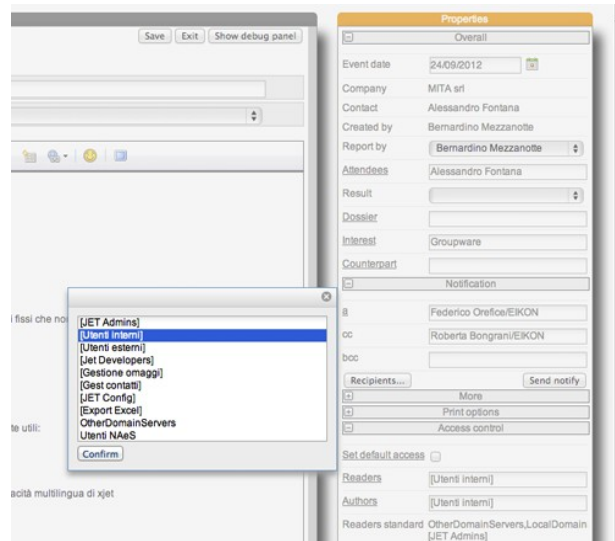 Save Exit Show debug panel
Properties
Overall
Event date 24/09/2012
Company MITA srl
Contact Alessandro Fontana
Created by Bernardino Mezzanotte
Report by Bernardino Mezzanotte
Attendees Alessandro Fontana
Result
Dossier
Interest Groupware
Counterpart
Notification
a Federico Orefice/EIKON
cc Roberta Bongrani/EIKON
bcc
Recipients... Send notify
More
Print options
Access control
Set default access
Readers [Utenti interni]
Authors [Utenti interni]
Readers standard OtherDomainServers,LocalDomain
[JET Admins]
i fissi che non
[JET Admins]
[Utenti interni]
[Utenti esterni]
[Jet Developers]
[Gestione omaggi]
[Gest contatti]
[JET Config]
[Export Excel]
OtherDomainServers
Utenti NAeS
Confirm
te utili:
acità multilingua di xjet